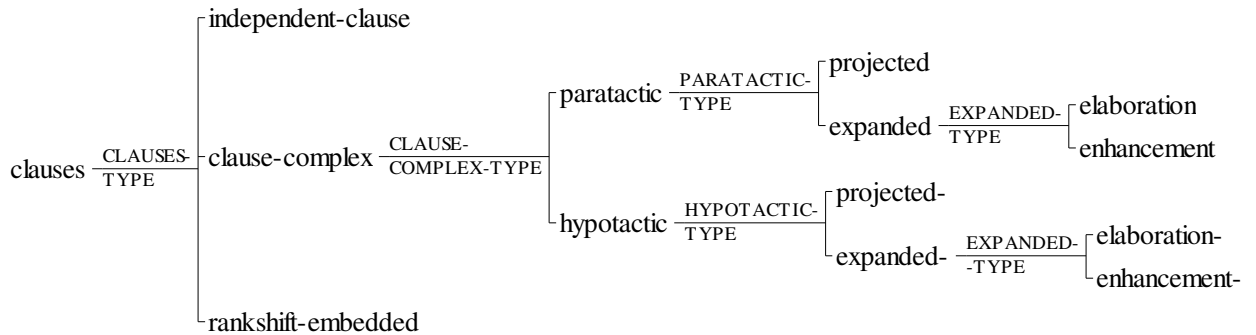 independent-clause
projected
paratactic PARATACTIC-
TYPE
elaboration
expanded EXPANDED-
TYPE
enhancement
clauses CLAUSES-
TYPE
clause-complex CLAUSE-
COMPLEX-TYPE
projected-
hypotactic HYPOTACTIC-
TYPE
elaboration-
expanded- EXPANDED-
-TYPE
enhancement-
rankshift-embedded